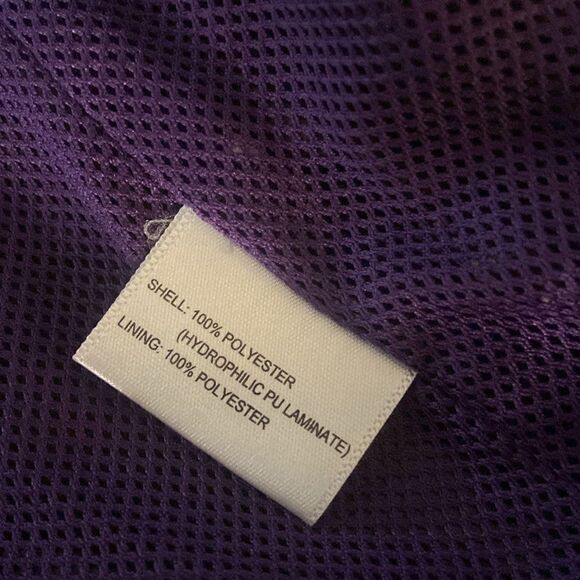 SHELL: 100% POLYESTER
(HYDROPHILIC PU LAMINATE)
LINING: 100% POLYESTER